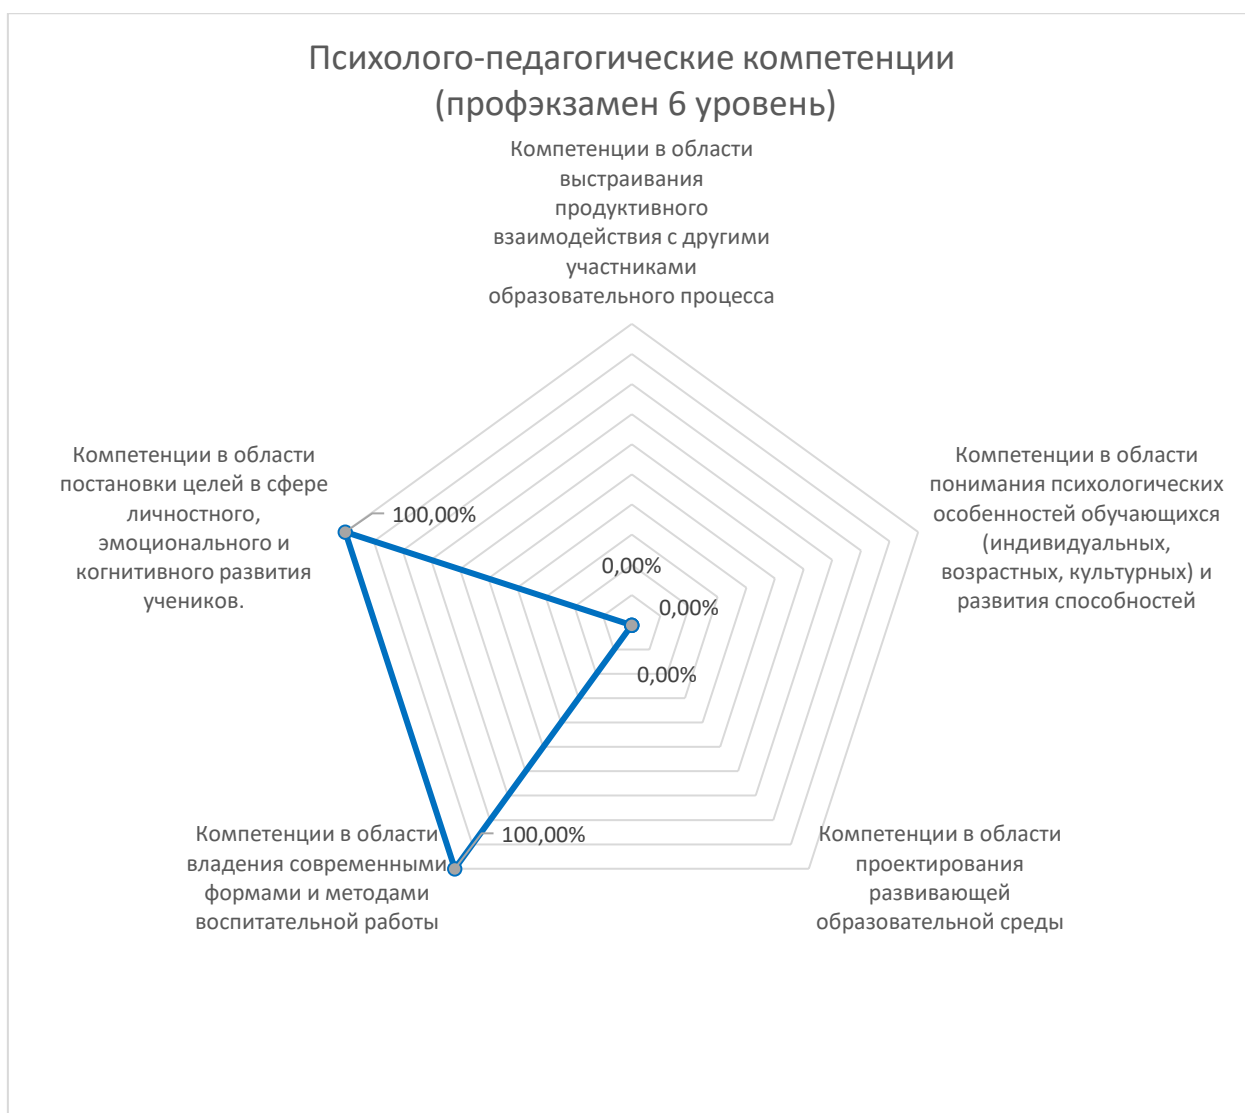 Психолого-педагогические компетенции
(профэкзамен 6 уровень)
Компетенции в области
выстраивания
продуктивного
взаимодействия с другими
участниками
образовательного процесса
Компетенции в области
постановки целей в сфере
личностного,
эмоционального и
когнитивного развития
учеников.
100,00%
0,00%
0,00%
0,00%
Компетенции в области
понимания психологических
особенностей обучающихся
(индивидуальных,
возрастных, культурных) и
развития способностей
Компетенции в области
владения современными
формами и методами
воспитательной работы
100,00%
Компетенции в области
проектирования
развивающей
образовательной среды